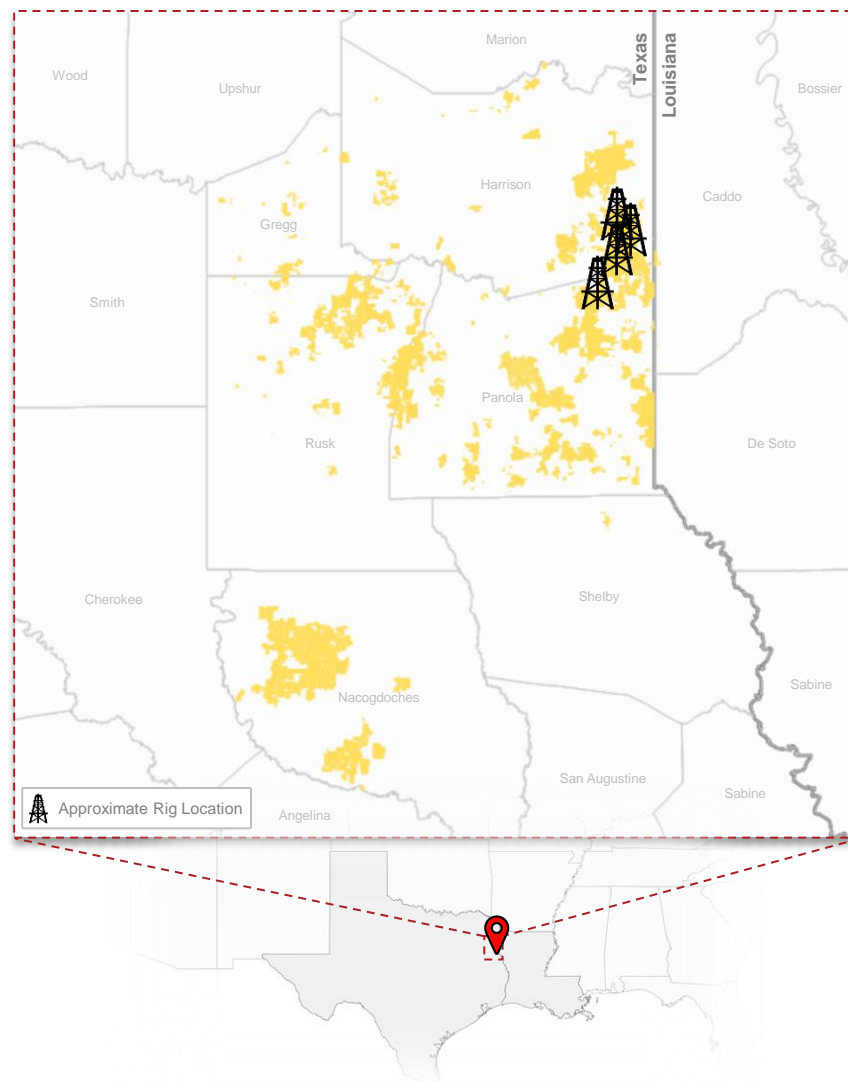 Marion
Texas
Louisiana
Wood
Upshur
Bossier
Harrison
Caddo
Gregg
Smith
Panola
Rusk
De Soto
Cherokee
Shelby
Sabine
Nacogdoches
San Augustine
Sabine
Approximate Rig Location
Angelina